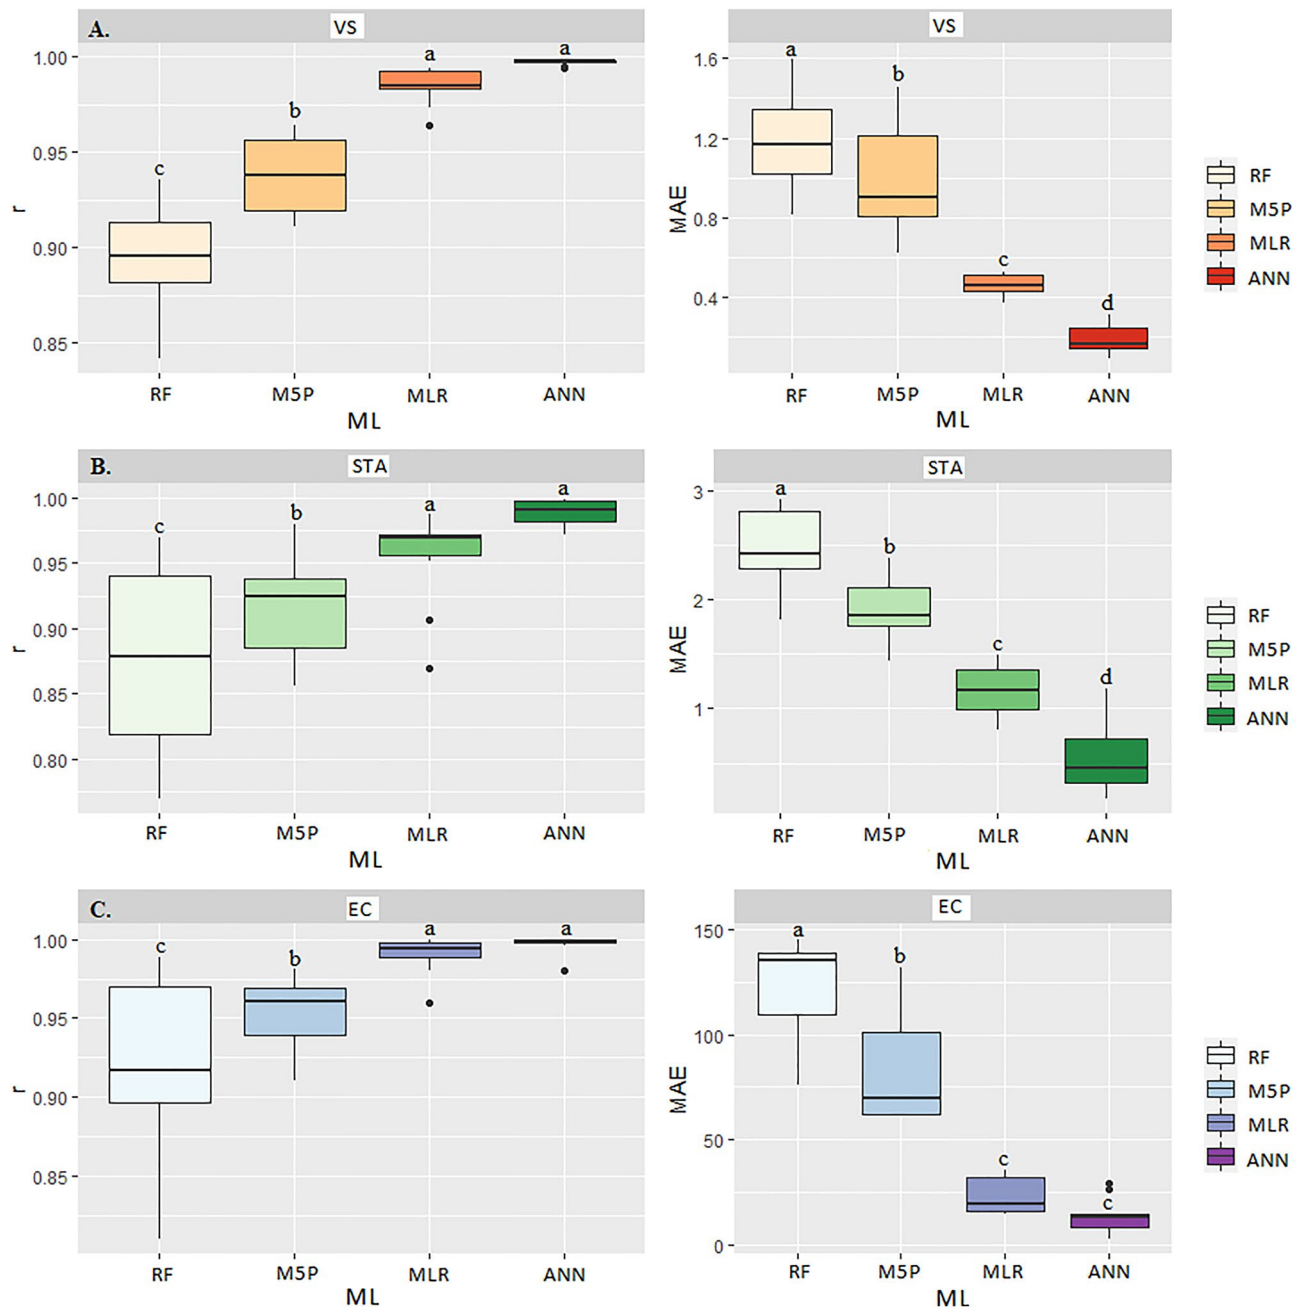 A. VS
a a
1.00
b
0.95
c
r
0.90
0.85
RF M5P MLR ANN
ML
VS
a
1.6
b
1.2
MAE
0.8
c
0.4
d
RF M5P MLR ANN
ML
RF
M5P
MLR
ANN
B. STA
a a
1.00
b
c
0.95
0.90
r
0.85
0.80
RF M5P MLR ANN
ML
STA
a
3
b
2
MAE
c
d
1
RF M5P MLR ANN
ML
RF
M5P
MLR
ANN
C. EC
a a
1.00
c b
0.95
r
0.90
0.85
RF M5P MLR ANN
ML
EC
a
150
b
100
MAE
50
c
c
0
RF M5P MLR ANN
ML
RF
M5P
MLR
ANN